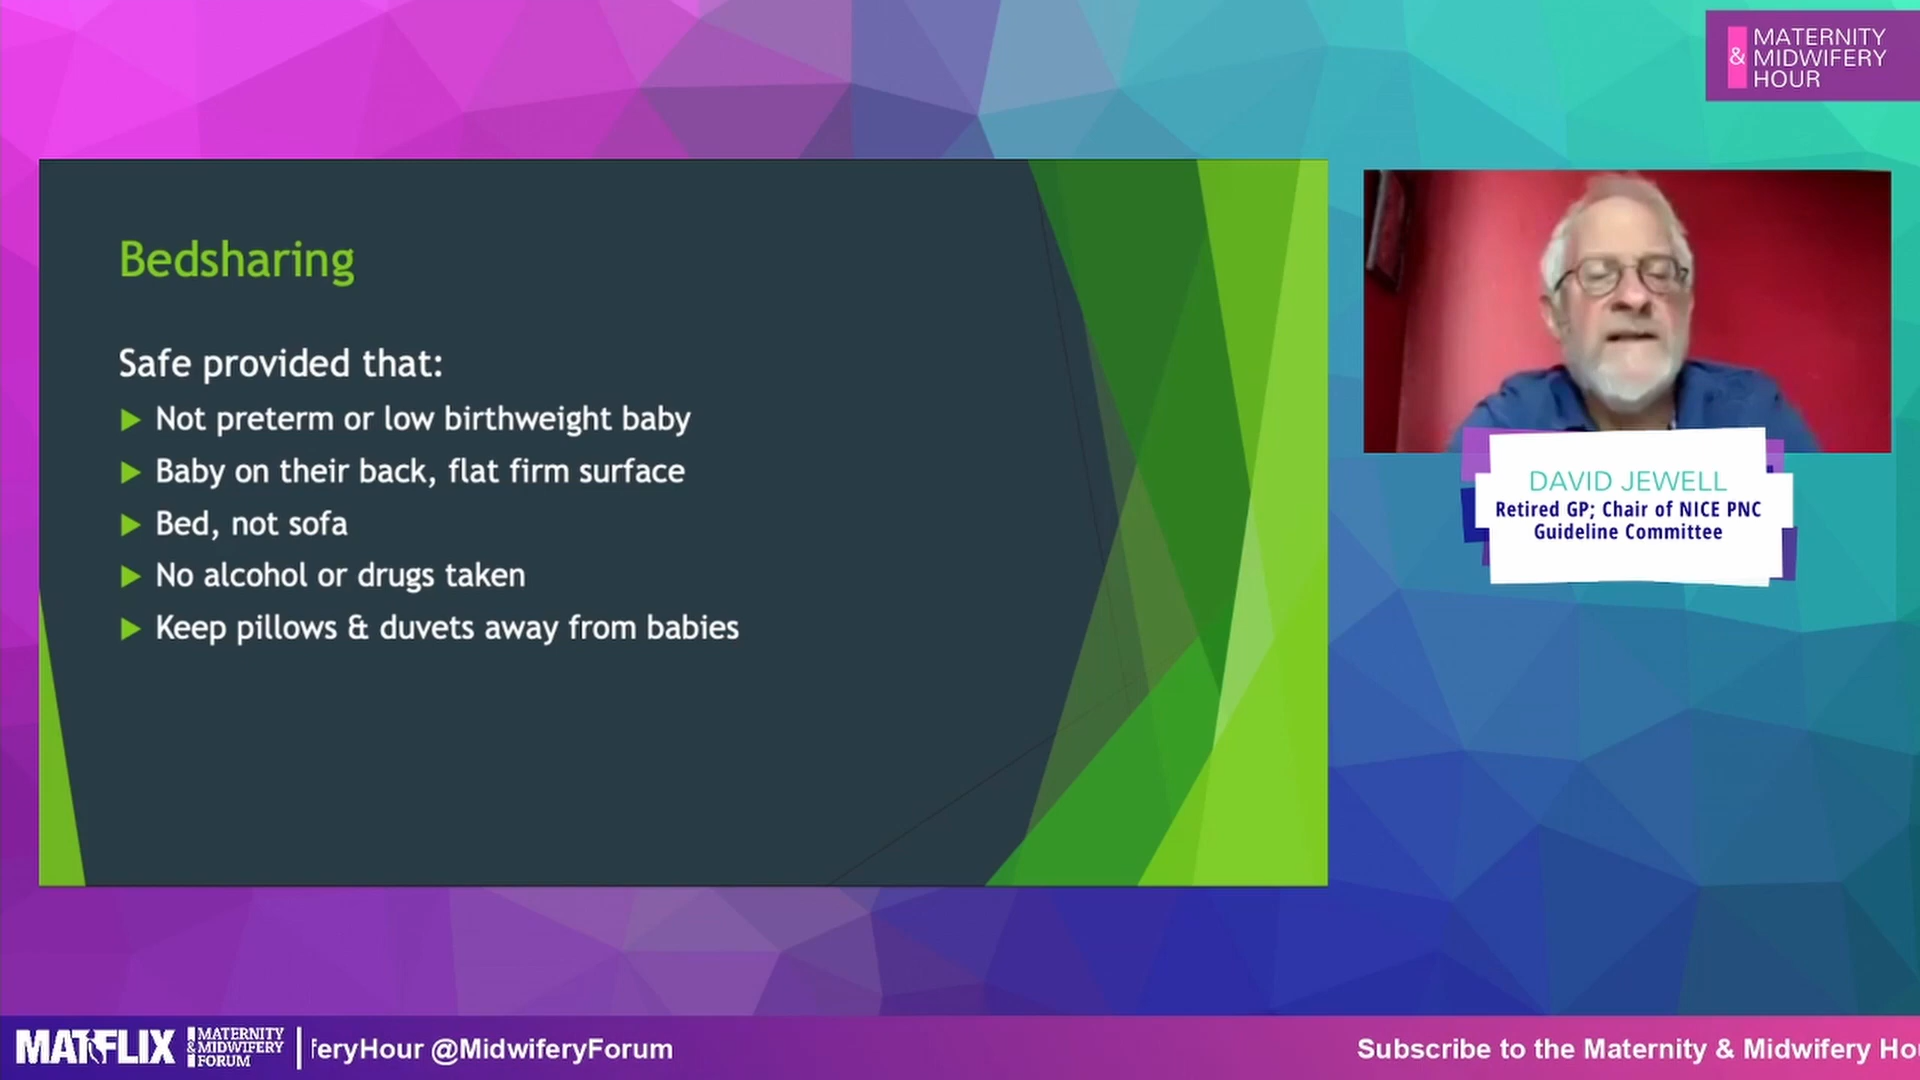 MATERNITY
& MIDWIFERY
HOUR
Bedsharing
Safe provided that:
Not preterm or low birthweight baby
Baby on their back, flat firm surface
Bed, not sofa
No alcohol or drugs taken
Keep pillows & duvets away from babies
DAVID JEWELL
Retired GP; Chair of NICE PNC
Guideline Committee
MATFLIX
MATERNITY
& MIDWIFERY
FORUM
feryHour @MidwiferyForum
Subscribe to the Maternity & Midwifery Ho